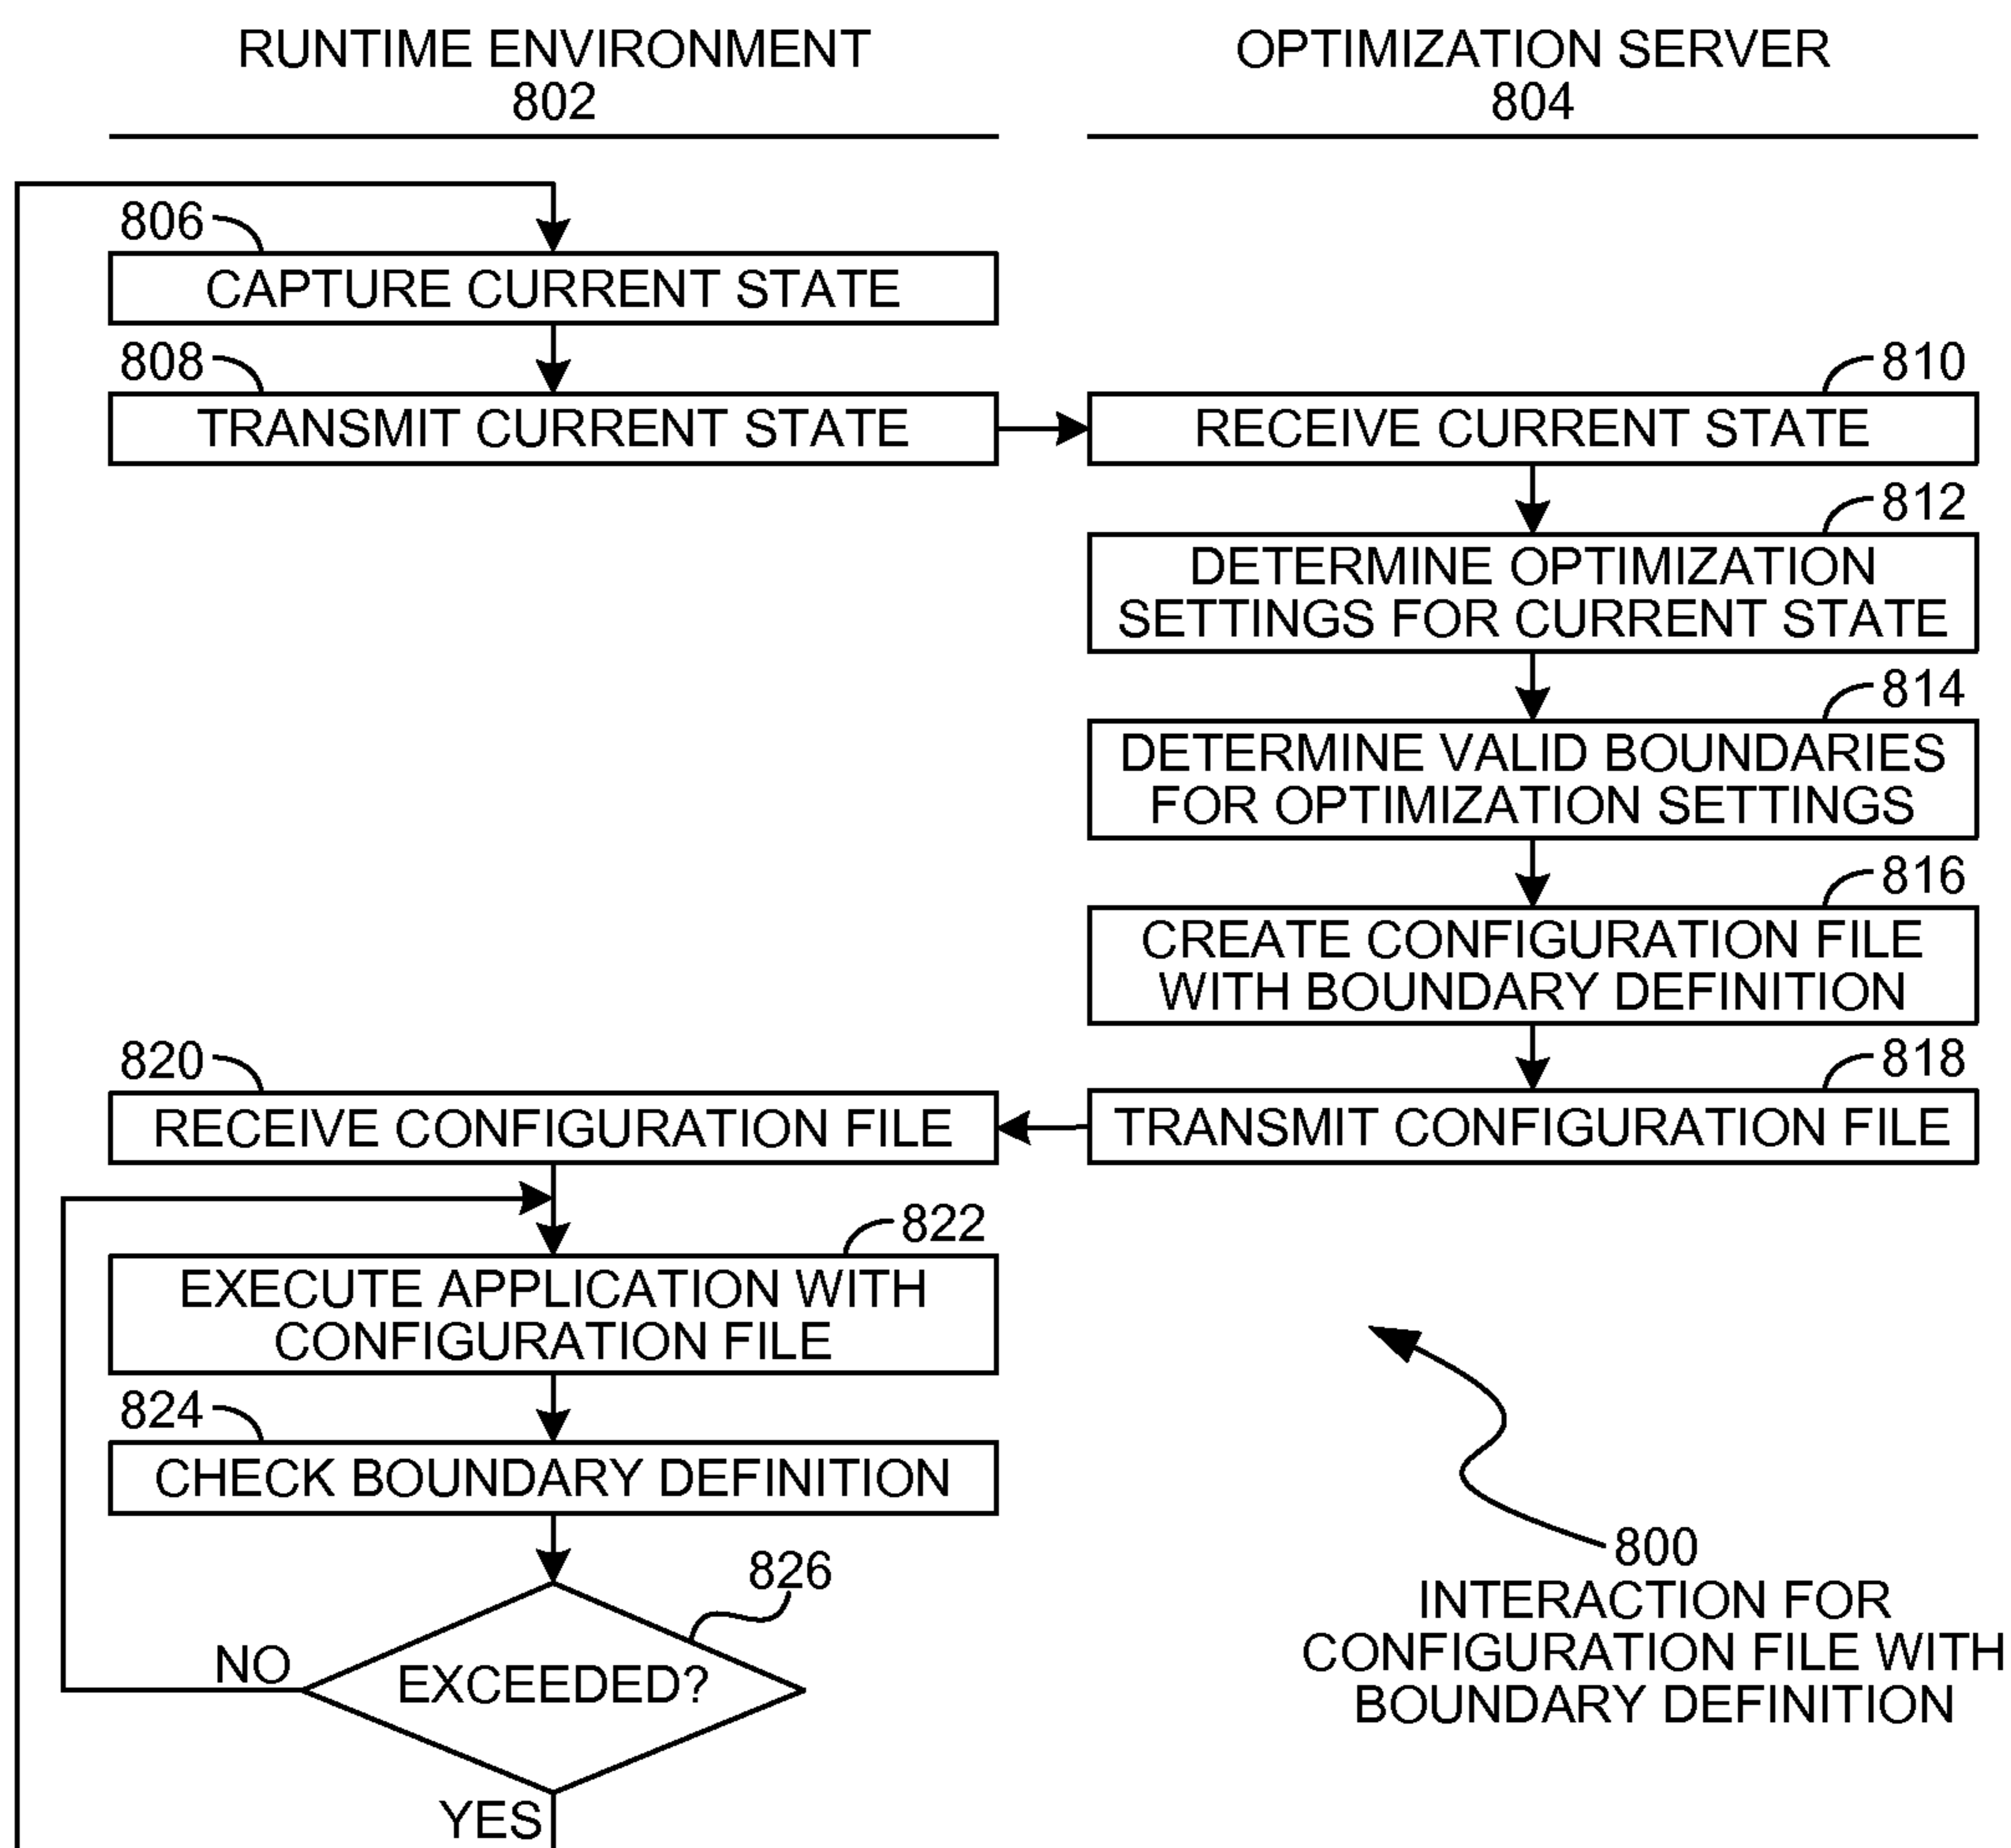 RUNTIME ENVIRONMENT
802
OPTIMIZATION SERVER
804
806
CAPTURE CURRENT STATE
808
TRANSMIT CURRENT STATE
810
RECEIVE CURRENT STATE
812
DETERMINE OPTIMIZATION
SETTINGS FOR CURRENT STATE
814
DETERMINE VALID BOUNDARIES
FOR OPTIMIZATION SETTINGS
816
CREATE CONFIGURATION FILE
WITH BOUNDARY DEFINITION
818
TRANSMIT CONFIGURATION FILE
820
RECEIVE CONFIGURATION FILE
822
EXECUTE APPLICATION WITH
CONFIGURATION FILE
824
CHECK BOUNDARY DEFINITION
826
EXCEEDED?
NO
YES
800
INTERACTION FOR
CONFIGURATION FILE WITH
BOUNDARY DEFINITION